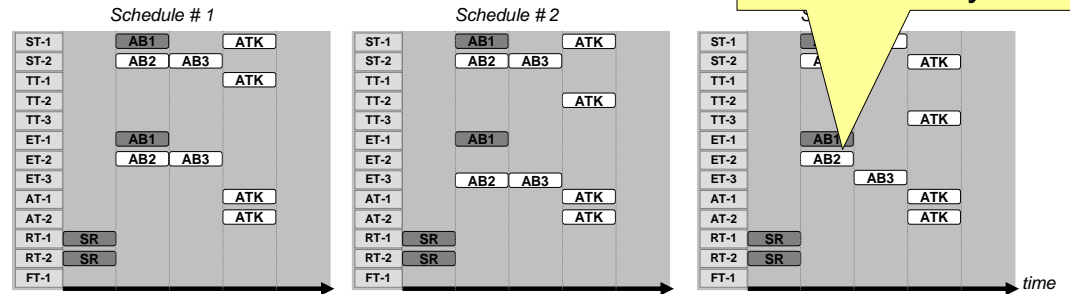 Schedule # 1
ST-1 AB1 ATK
ST-2 AB2 AB3
TT-1 ATK
TT-2
TT-3
ET-1 AB1
ET-2 AB2 AB3
ET-3
AT-1 ATK
AT-2 ATK
RT-1 SR
RT-2 SR
FT-1
Schedule # 2
ST-1 AB1 ATK
ST-2 AB2 AB3
TT-1
TT-2 ATK
TT-3
ET-1 AB1
ET-2
ET-3 AB2 AB3
AT-1 ATK
AT-2 ATK
RT-1 SR
RT-2 SR
FT-1
ST-1
ST-2 ATK
TT-1
TT-2
TT-3 ATK
ET-1 AB1
ET-2 AB2
ET-3 AB3
AT-1 ATK
AT-2 ATK
RT-1 SR
RT-2 SR
FT-1
time